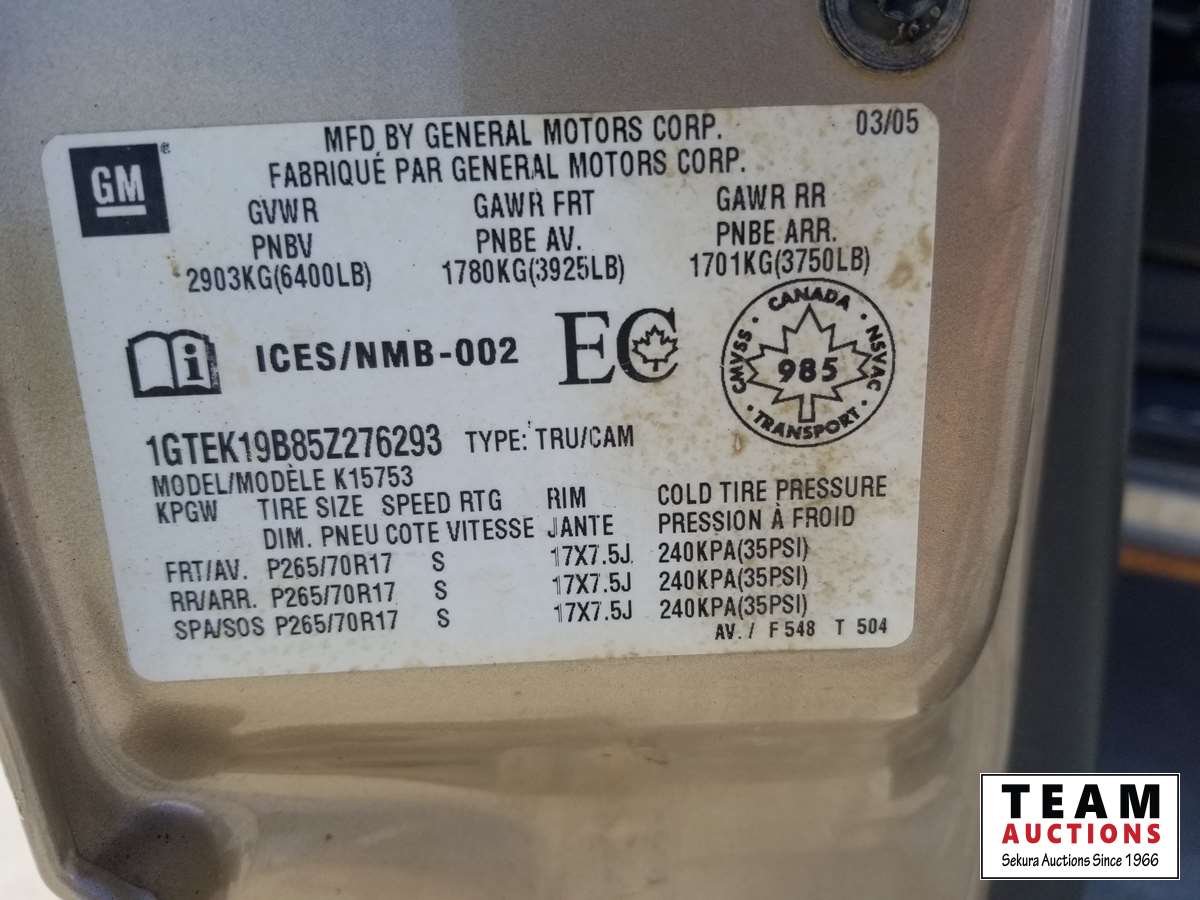 MFD BY GENERAL MOTORS CORP. 03/05
FABRIQUÉ PAR GENERAL MOTORS CORP.
GM
GVWR GAWR FRT GAWR RR
PNBV PNBE AV. PNBE ARR.
2903KG(6400LB) 1780KG(3925LB) 1701KG(3750LB)
i ICES/NMB-002 EC
CANADA
CMVSS 985 NSVAC
TRANSPORT
1GTEK19B85Z276293 TYPE: TRU/CAM
MODEL/MODÈLE K15753
KPGW TIRE SIZE SPEED RTG RIM COLD TIRE PRESSURE
DIM. PNEU COTE VITESSE JANTE PRESSION À FROID
FRT/AV. P265/70R17 S 17X7.5J 240KPA(35PSI)
RR/ARR. P265/70R17 S 17X7.5J 240KPA(35PSI)
SPA/SOS P265/70R17 S 17X7.5J 240KPA(35PSI)
AV. / F 548 T 504
TEAM
AUCTIONS
Sekura Auctions Since 1966